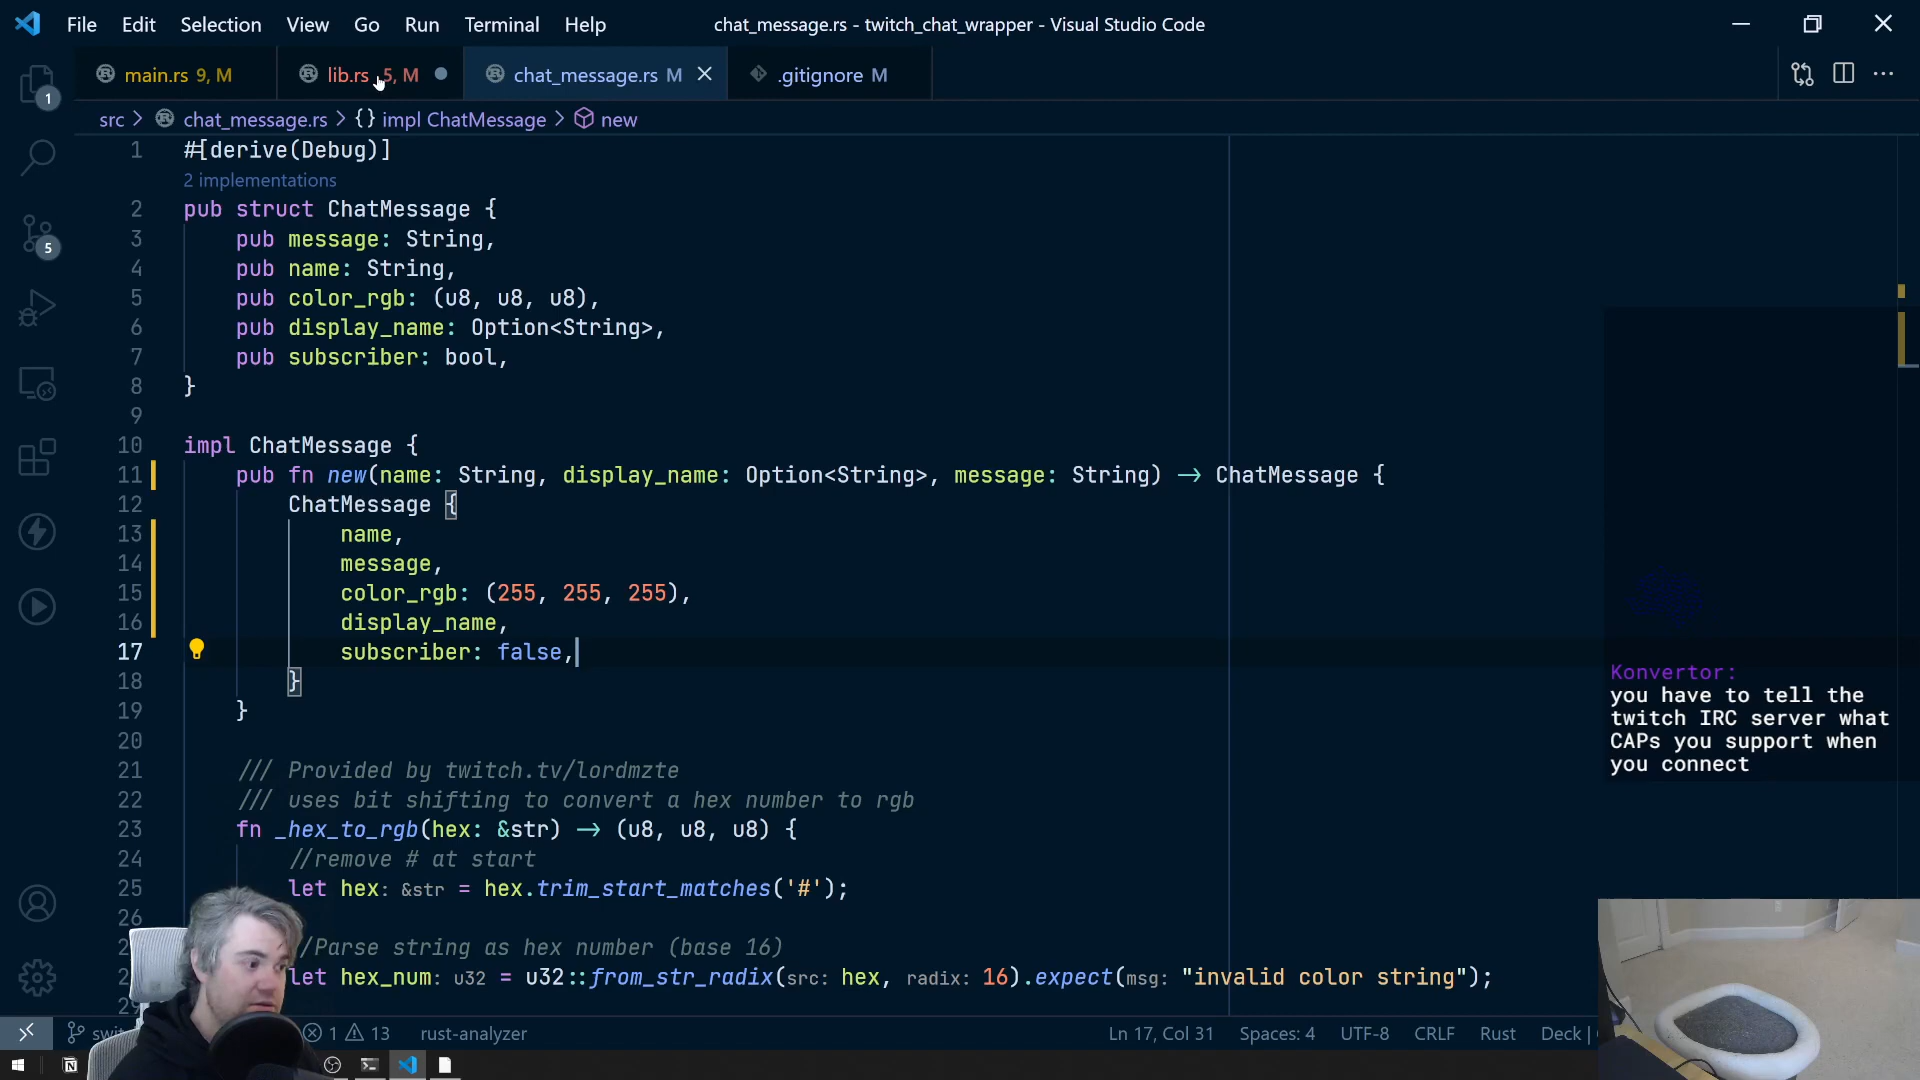 File Edit Selection View Go Run Terminal Help
chat_message.rs - twitch_chat_wrapper - Visual Studio Code
main.rs 9, M
lib.rs 5, M
chat_message.rs M
.gitignore M
src > chat_message.rs > {} impl ChatMessage > new
1 #[derive(Debug)]
2 implementations
2 pub struct ChatMessage {
3 pub message: String,
4 pub name: String,
5 pub color_rgb: (u8, u8, u8),
6 pub display_name: Option<String>,
7 pub subscriber: bool,
8 }
9
10 impl ChatMessage {
11 pub fn new(name: String, display_name: Option<String>, message: String) → ChatMessage {
12 ChatMessage {
13 name,
14 message,
15 color_rgb: (255, 255, 255),
16 display_name,
17 subscriber: false,
18 }
19 }
20
21 /// Provided by twitch.tv/lordmzte
22 /// uses bit shifting to convert a hex number to rgb
23 fn _hex_to_rgb(hex: &str) → (u8, u8, u8) {
24 //remove # at start
25 let hex: &str = hex.trim_start_matches('#');
26
/Parse string as hex number (base 16)
let hex_num: u32 = u32::from_str_radix(src: hex, radix: 16).expect(msg: "invalid color string");
29
1
5
Konvertor:
you have to tell the
twitch IRC server what
CAPs you support when
you connect
1 13 rust-analyzer
Ln 17, Col 31 Spaces: 4 UTF-8 CRLF Rust Deck